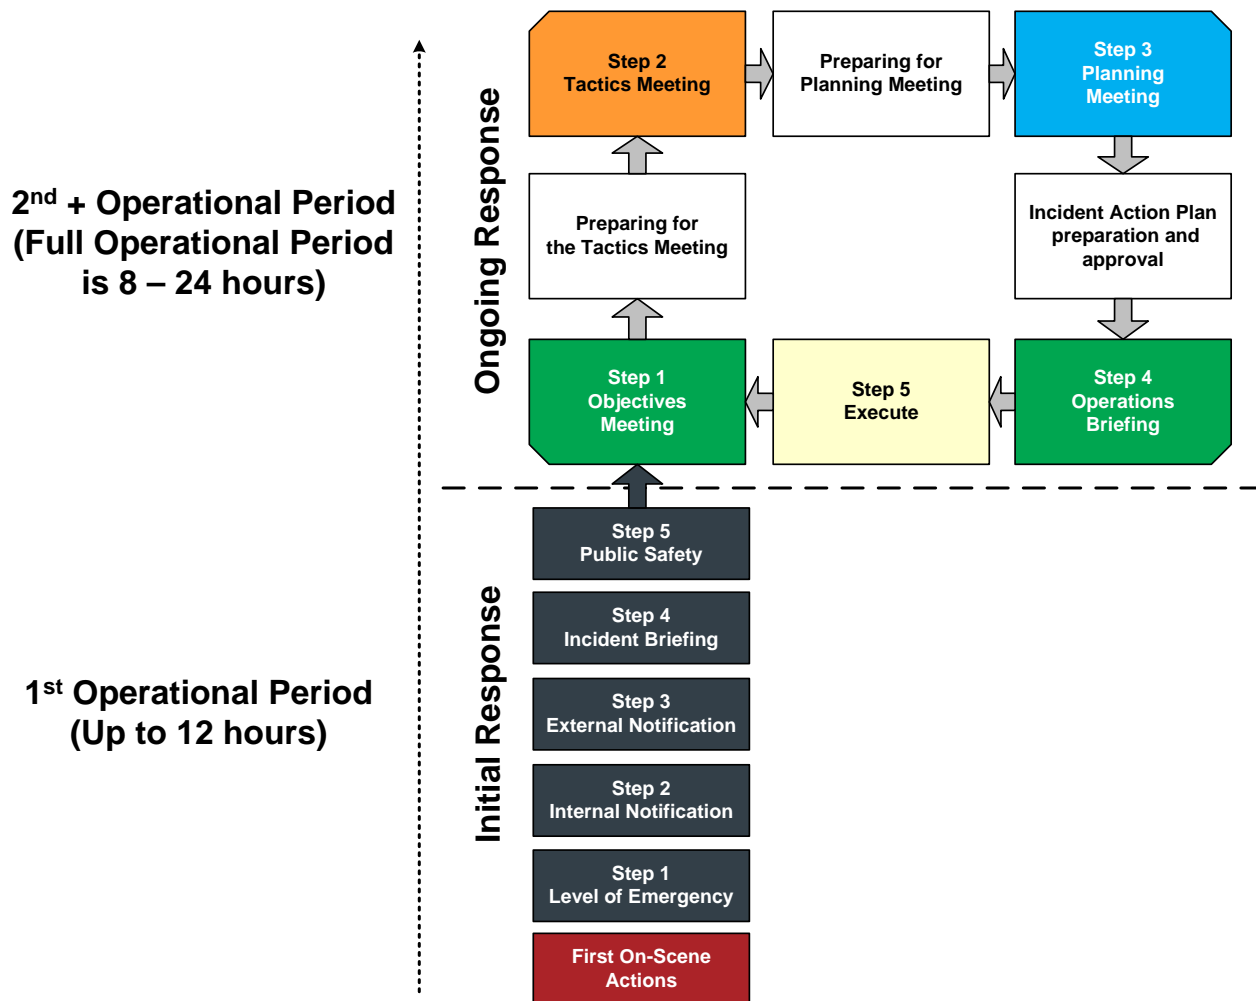 Step 2
Tactics Meeting
Preparing for
Planning Meeting
Step 3
Planning
Meeting
2nd + Operational Period
(Full Operational Period
is 8 – 24 hours)
Ongoing Response
Preparing for
the Tactics Meeting
Incident Action Plan
preparation and
approval
Step 1
Objectives
Meeting
Step 5
Execute
Step 4
Operations
Briefing
1st Operational Period
(Up to 12 hours)
Initial Response
Step 5
Public Safety
Step 4
Incident Briefing
Step 3
External Notification
Step 2
Internal Notification
Step 1
Level of Emergency
First On-Scene
Actions